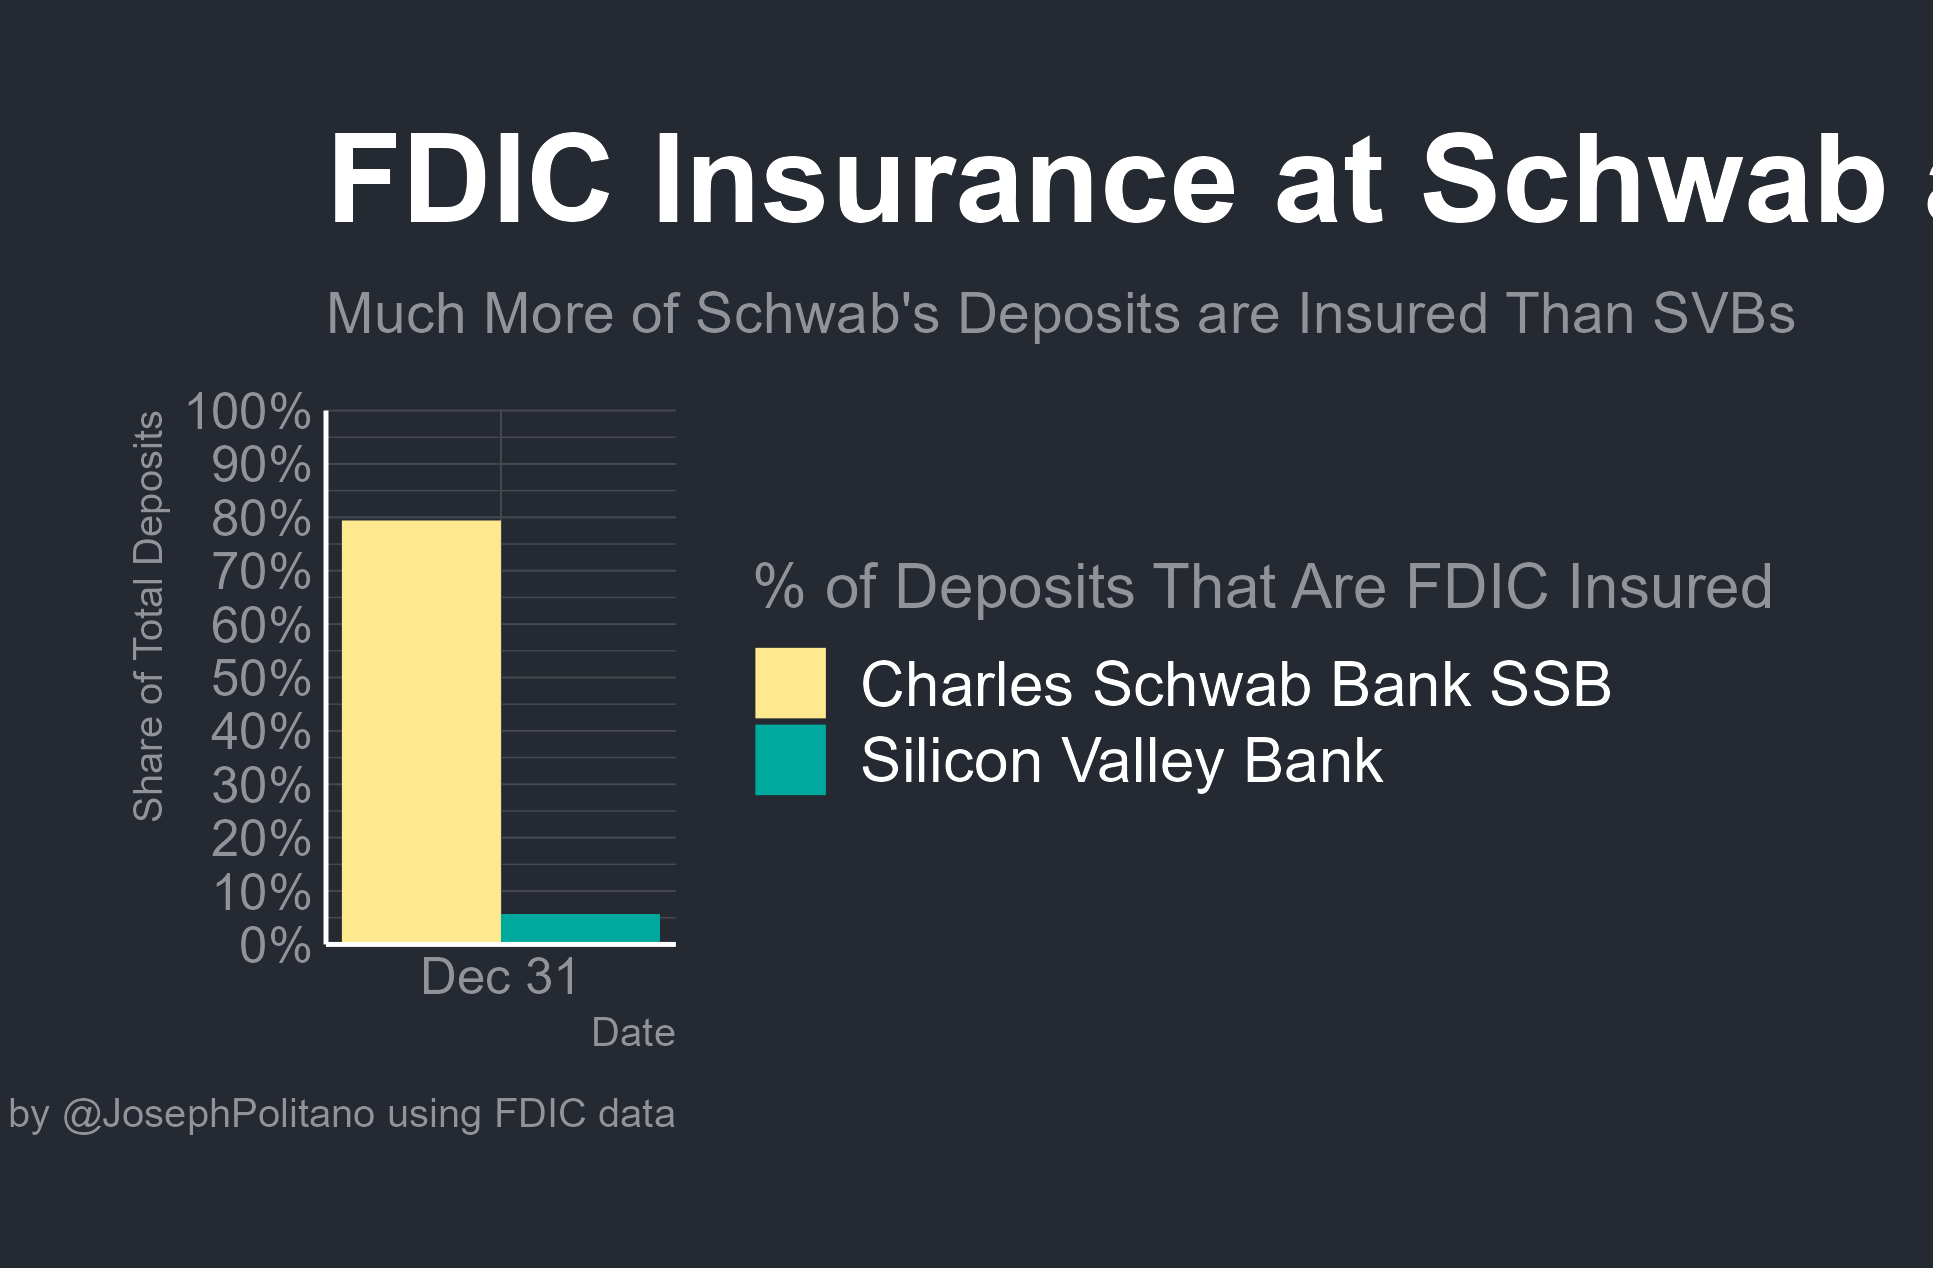 FDIC Insurance at Schwab a
Much More of Schwab's Deposits are Insured Than SVBs
Share of Total Deposits
100%
90%
80%
70%
60%
50%
40%
30%
20%
10%
0%
Dec 31
Date
% of Deposits That Are FDIC Insured
Charles Schwab Bank SSB
Silicon Valley Bank
by @JosephPolitano using FDIC data